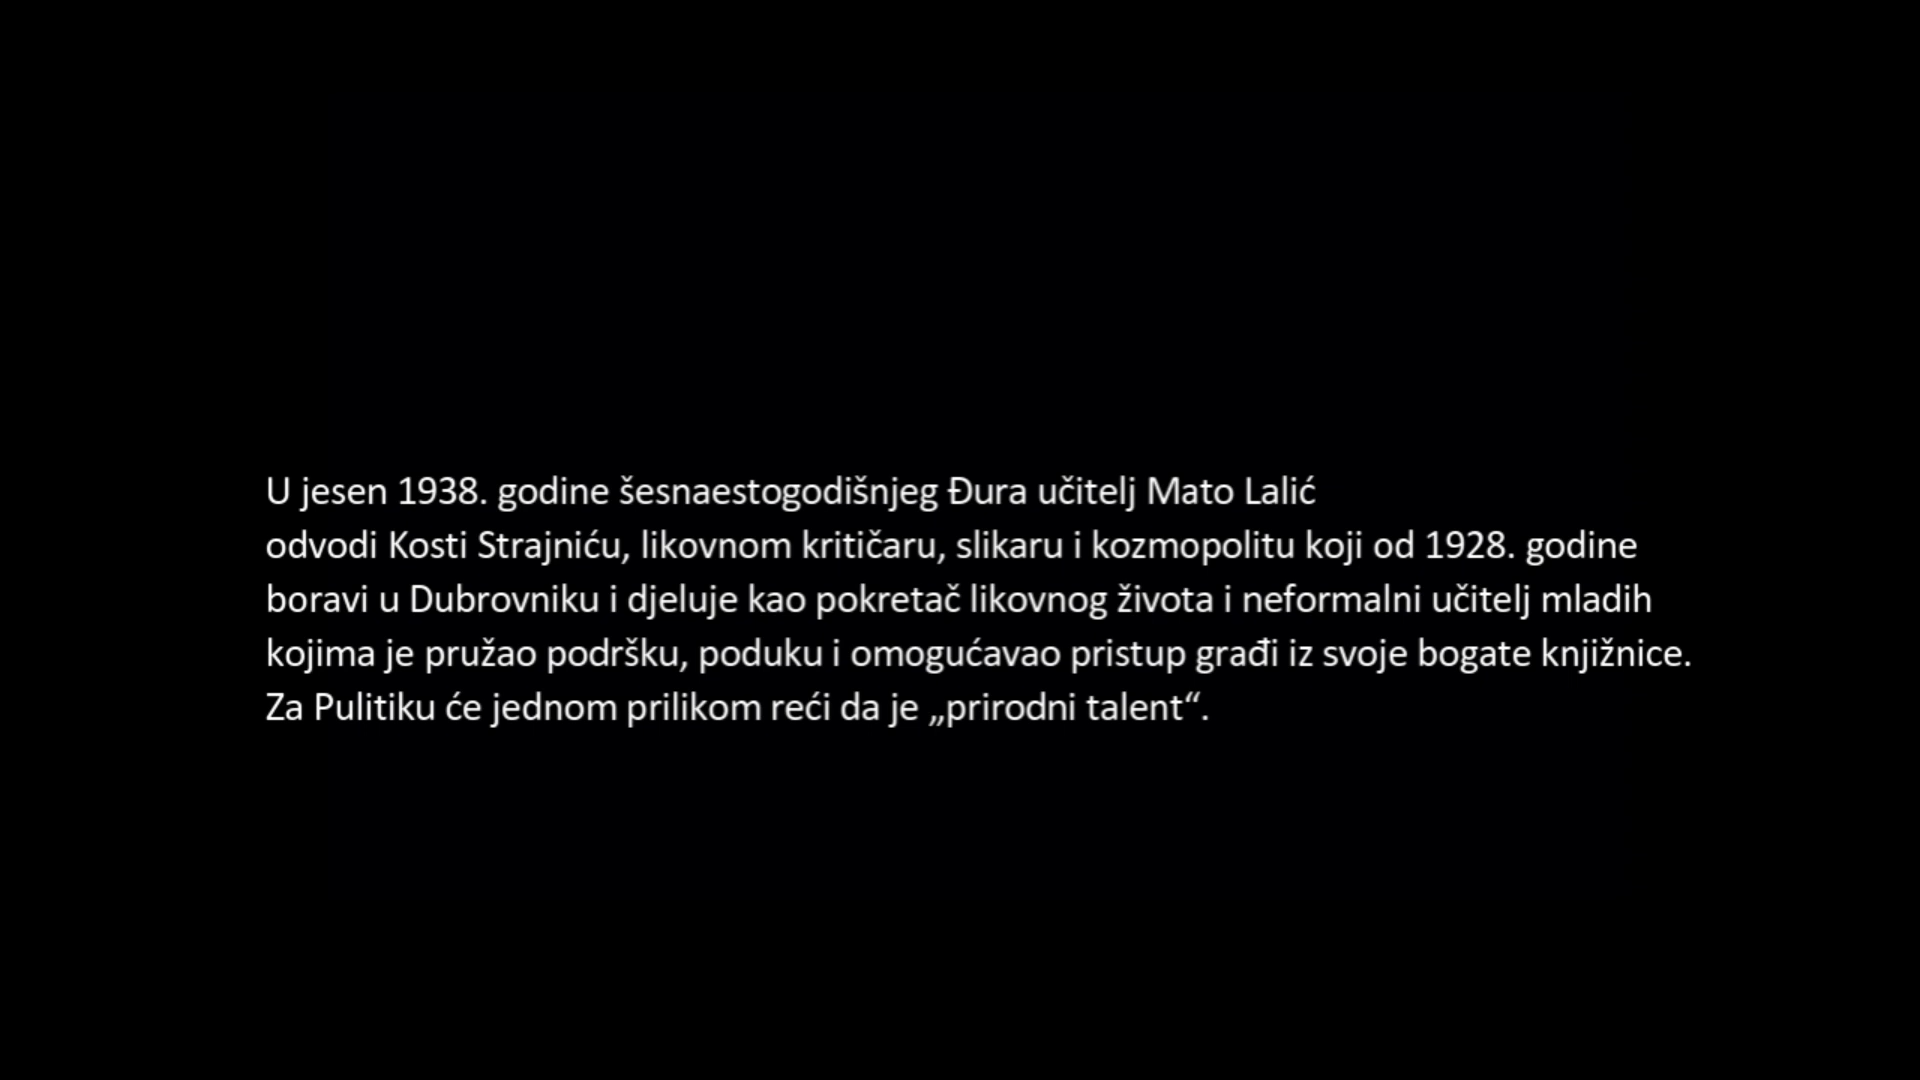 U jesen 1938. godine šesnaestogodišnjeg Đura učitelj Mato Lalić
odvodi Kosti Strajniću, likovnom kritičaru, slikaru i kozmopolitu koji od 1928. godine
boravi u Dubrovniku i djeluje kao pokretač likovnog života i neformalni učitelj mladih
kojima je pružao podršku, poduku i omogućavao pristup građi iz svoje bogate knjižnice.
Za Pulitiku će jednom prilikom reći da je „prirodni talent“.